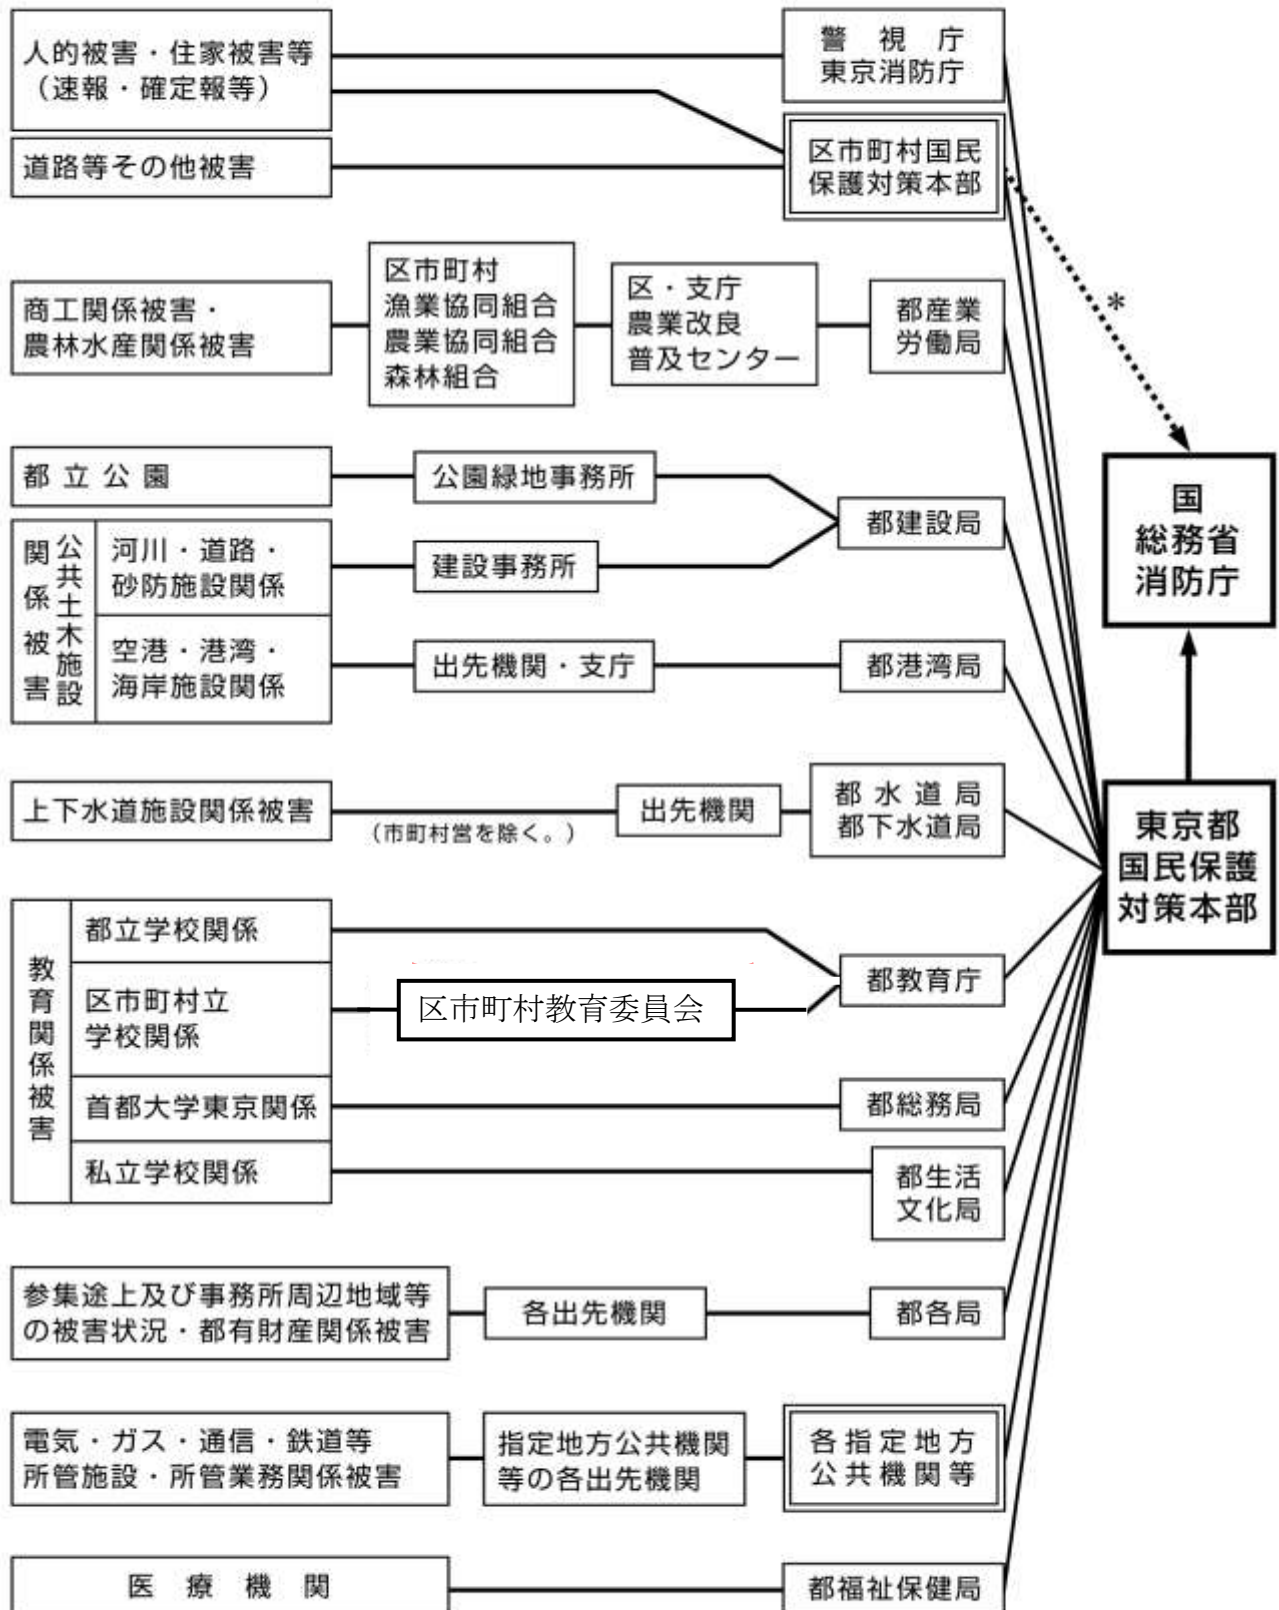 人的被害・住家被害等
（速報・確定報等）
警視庁
東京消防庁
道路等その他被害
区市町村国民
保護対策本部
*
商工関係被害・
農林水産関係被害
区市町村
漁業協同組合
農業協同組合
森林組合
区・支庁
農業改良
普及センター
都産業
労働局
都立公園
公園緑地事務所
都建設局
公共土木施設
関係被害
河川・道路・
砂防施設関係
建設事務所
空港・港湾・
海岸施設関係
出先機関・支庁
都港湾局
国
総務省
消防庁
上下水道施設関係被害
（市町村営を除く。）
出先機関
都水道局
都下水道局
東京都
国民保護
対策本部
教育関係被害
都立学校関係
区市町村立
学校関係
区市町村教育委員会
都教育庁
首都大学東京関係
都総務局
私立学校関係
都生活
文化局
参集途上及び事務所周辺地域等
の被害状況・都有財産関係被害
各出先機関
都各局
電気・ガス・通信・鉄道等
所管施設・所管業務関係被害
指定地方公共機関
等の各出先機関
各指定地方
公共機関等
医療機関
都福祉保健局